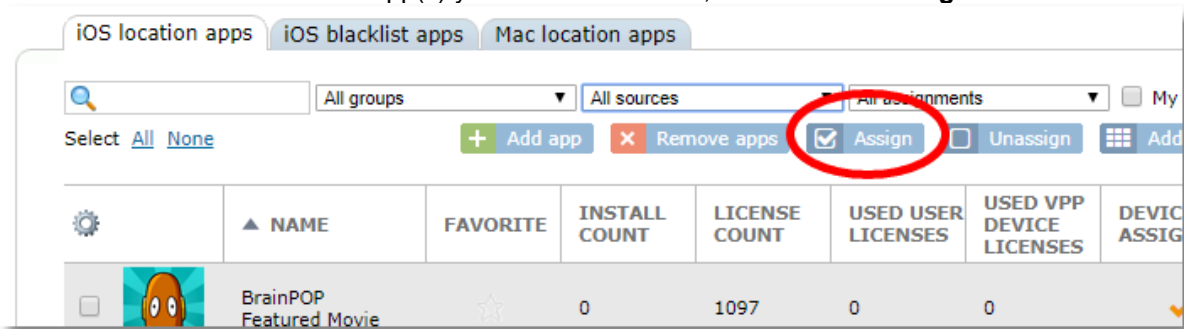 iOS location apps iOS blacklist apps Mac location apps
All groups All sources All assignments My
Select All None Add app Remove apps Assign Unassign Add
NAME FAVORITE INSTALL COUNT LICENSE COUNT USED USER LICENSES USED VPP DEVICE LICENSES
BrainPOP Featured Movie 0 1097 0 0